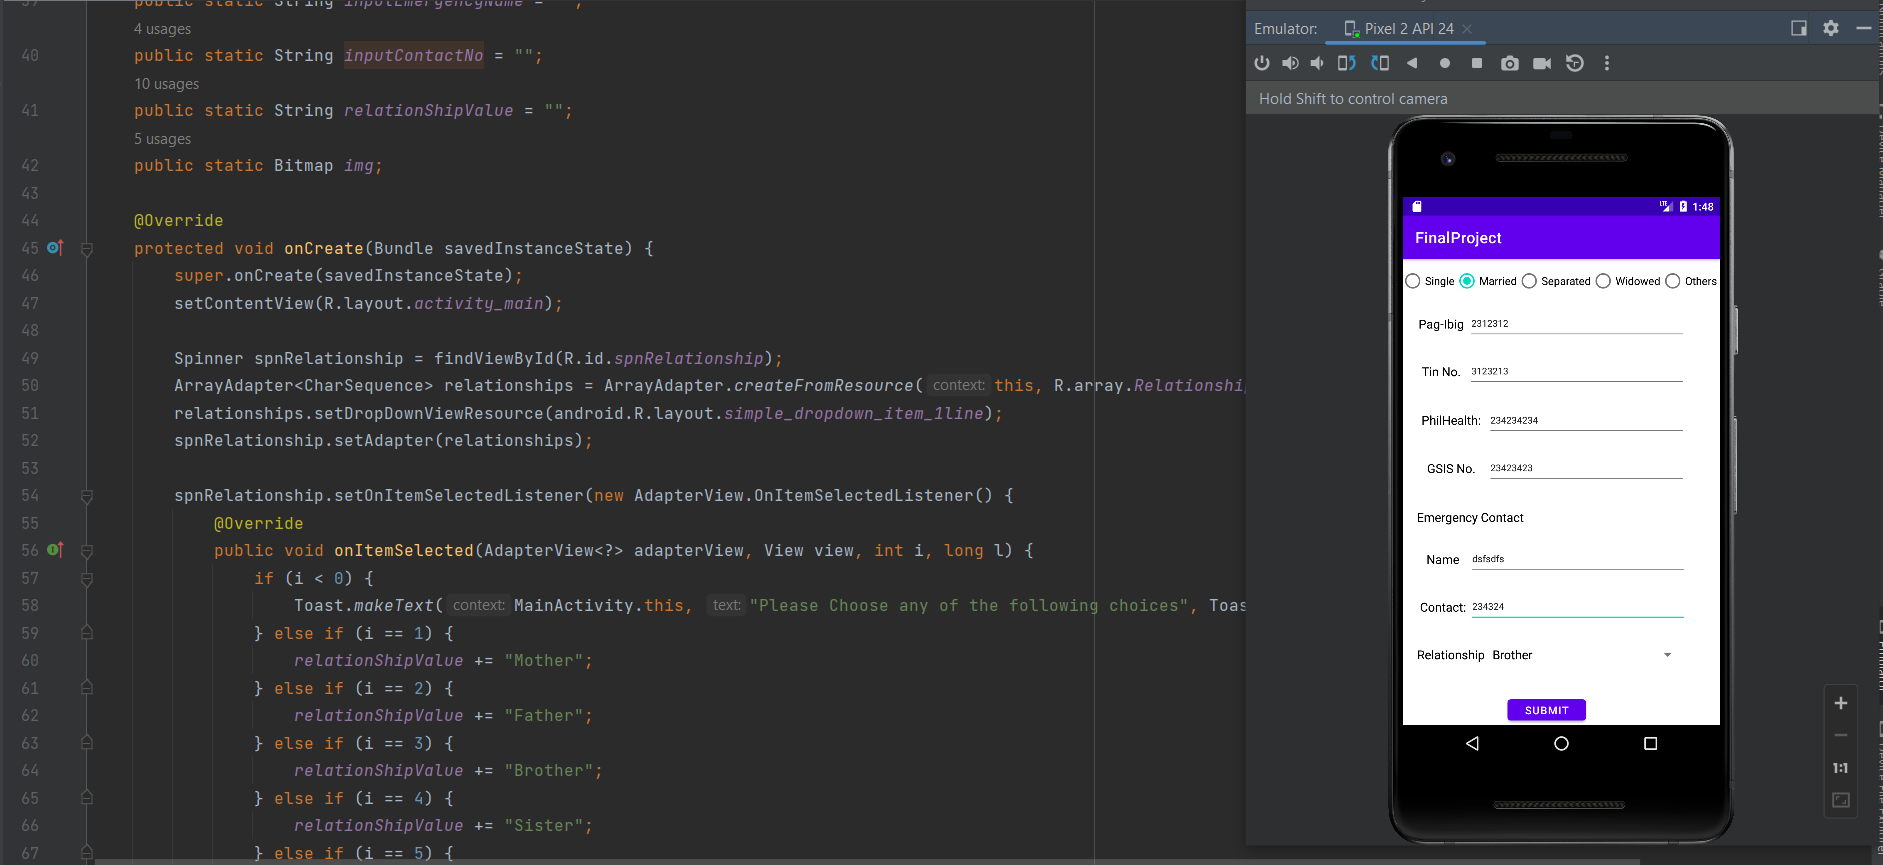 39 public static String inputEmergencyName = "";
4 usages
40 public static String inputContactNo = "";
10 usages
41 public static String relationShipValue = "";
5 usages
42 public static Bitmap img;
43
44 @Override
45 protected void onCreate(Bundle savedInstanceState) {
46 super.onCreate(savedInstanceState);
47 setContentView(R.layout.activity_main);
48
49 Spinner spnRelationship = findViewById(R.id.spnRelationship);
50 ArrayAdapter<CharSequence> relationships = ArrayAdapter.createFromResource( context: this, R.array.Relationship
51 relationships.setDropDownViewResource(android.R.layout.simple_dropdown_item_1line);
52 spnRelationship.setAdapter(relationships);
53
54 spnRelationship.setOnItemSelectedListener(new AdapterView.OnItemSelectedListener() {
55 @Override
56 public void onItemSelected(AdapterView<?> adapterView, View view, int i, long l) {
57 if (i < 0) {
58 Toast.makeText( context: MainActivity.this, text: "Please Choose any of the following choices", Toas
59 } else if (i == 1) {
60 relationShipValue += "Mother";
61 } else if (i == 2) {
62 relationShipValue += "Father";
63 } else if (i == 3) {
64 relationShipValue += "Brother";
65 } else if (i == 4) {
66 relationShipValue += "Sister";
67 } else if (i == 5) {
Emulator: Pixel 2 API 24
Hold Shift to control camera
LTE 1:48
FinalProject
Single Married Separated Widowed Others
Pag-Ibig 2312312
Tin No. 3123213
PhilHealth: 234234234
GSIS No. 23423423
Emergency Contact
Name dsfsdfs
Contact: 234324
Relationship Brother
SUBMIT
1:1